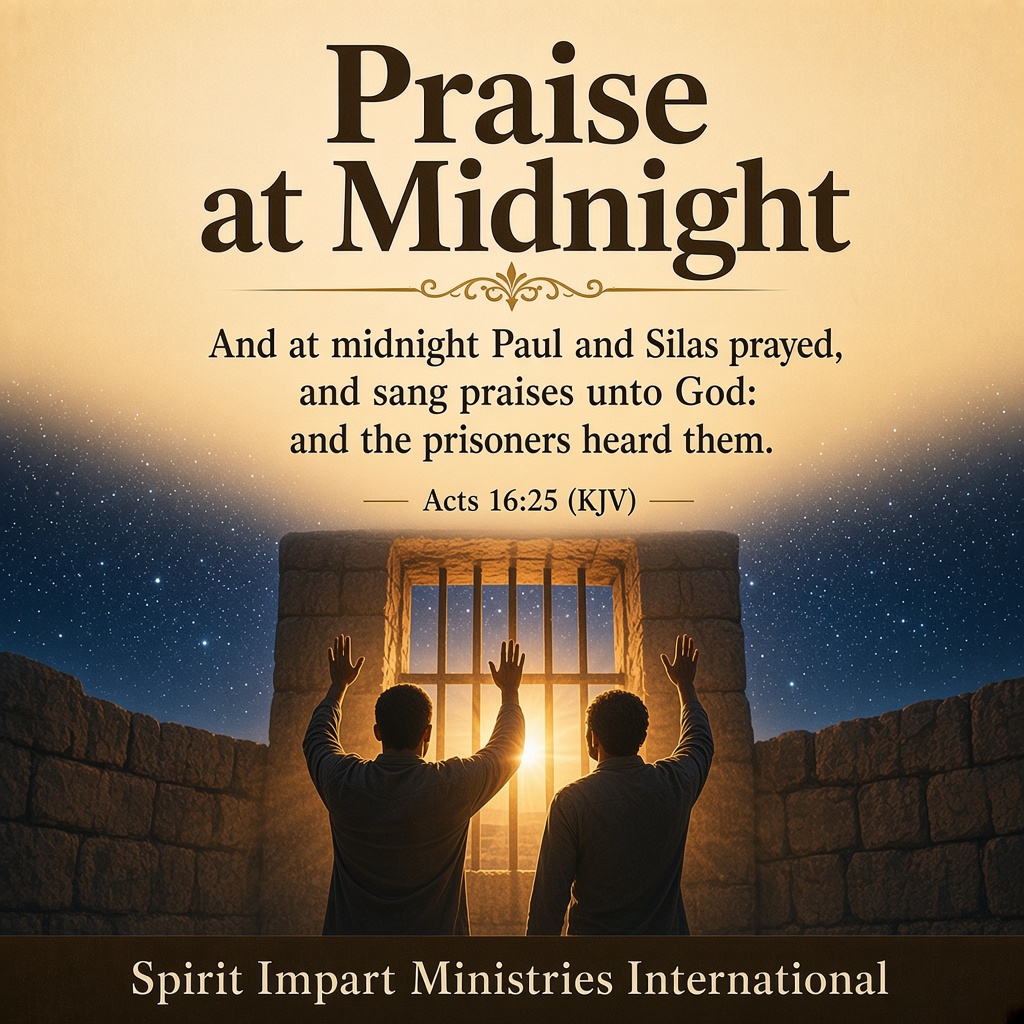 Praise
at Midnight
And at midnight Paul and Silas prayed,
and sang praises unto God:
and the prisoners heard them.
Acts 16:25 (KJV)
Spirit Impart Ministries International